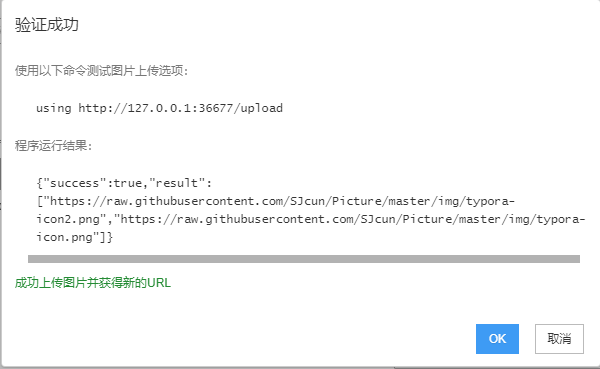 验证成功
使用以下命令测试图片上传选项:
using http://127.0.0.1:36677/upload
程序运行结果:
{"success":true,"result":
["https://raw.githubusercontent.com/SJcun/Picture/master/img/typora-
icon2.png","https://raw.githubusercontent.com/SJcun/Picture/master/img/typora-
icon.png"]}
成功上传图片并获得新的URL
OK 取消